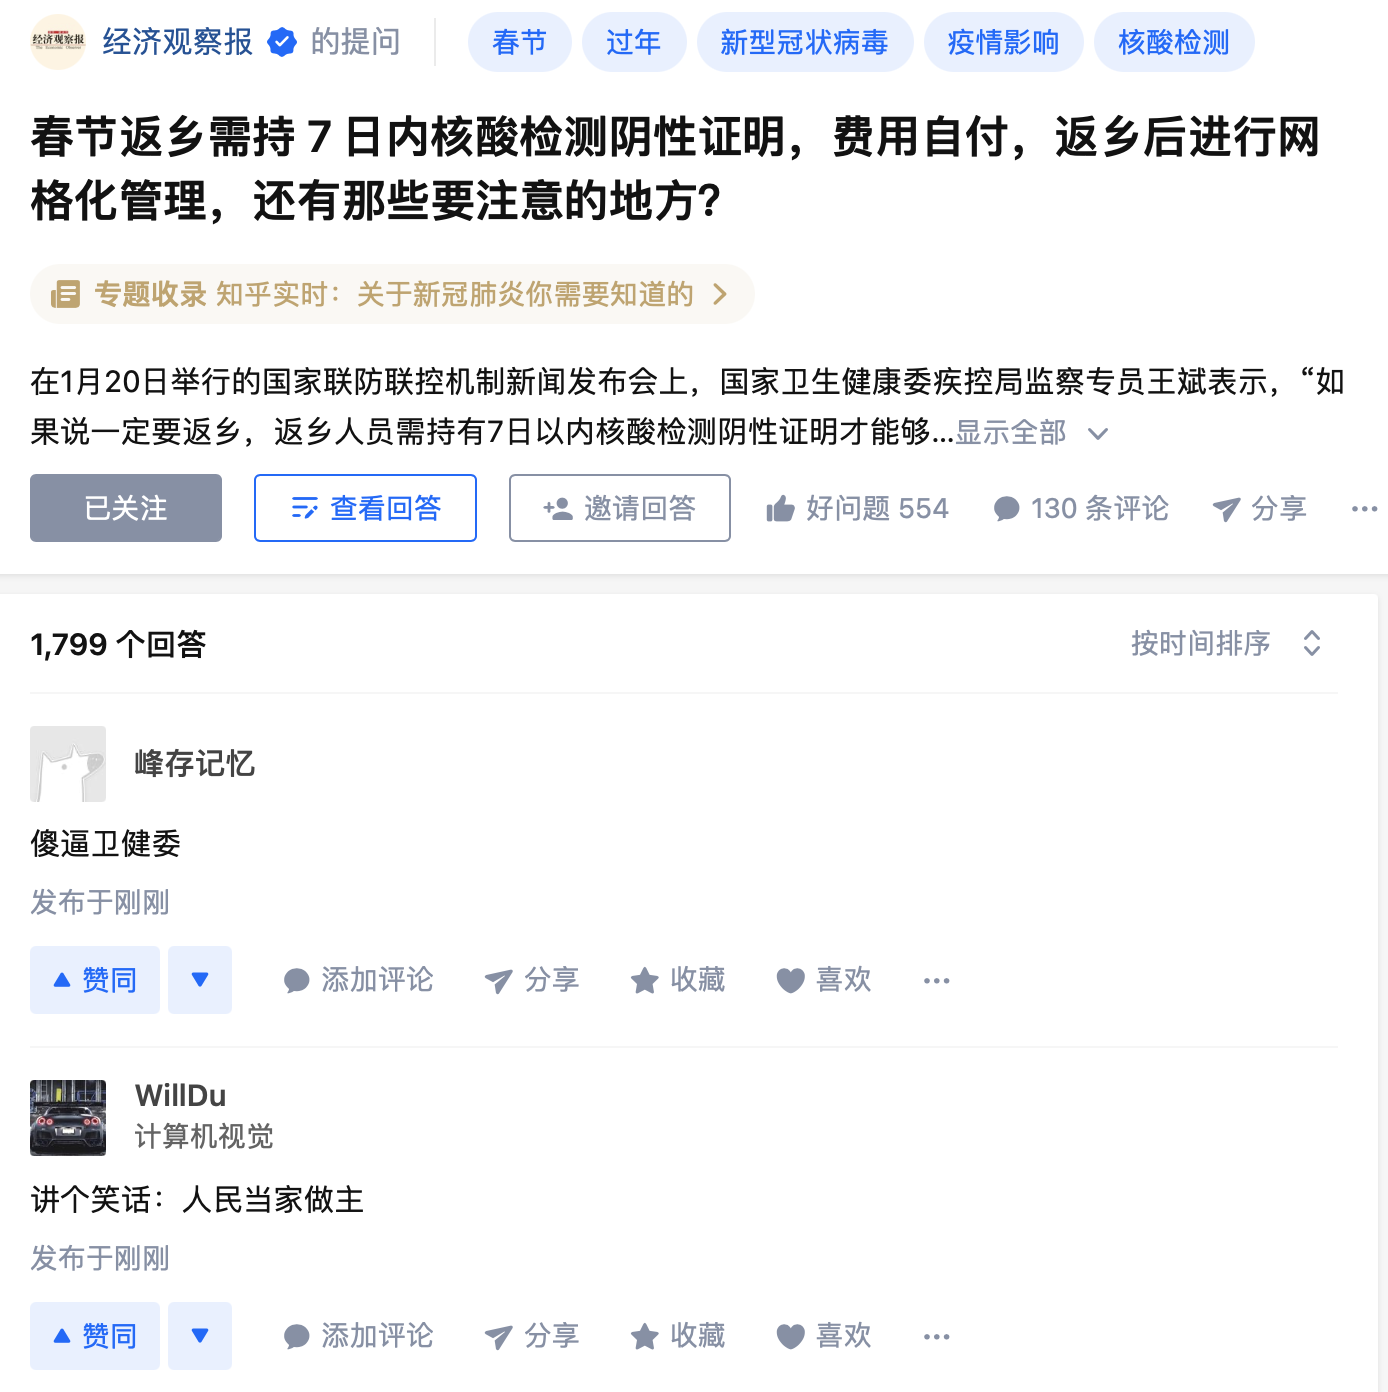 经济观察报
经济观察报 的提问
春节
过年
新型冠状病毒
疫情影响
核酸检测
春节返乡需持 7 日内核酸检测阴性证明，费用自付，返乡后进行网
格化管理，还有那些要注意的地方？
专题收录 知乎实时：关于新冠肺炎你需要知道的
在1月20日举行的国家联防联控机制新闻发布会上，国家卫生健康委疾控局监察专员王斌表示，“如
果说一定要返乡，返乡人员需持有7日以内核酸检测阴性证明才能够...显示全部
已关注
查看回答
邀请回答
好问题 554
130 条评论
分享
1,799 个回答
按时间排序
峰存记忆
傻逼卫健委
发布于刚刚
赞同
添加评论
分享
收藏
喜欢
WillDu
计算机视觉
讲个笑话：人民当家做主
发布于刚刚
赞同
添加评论
分享
收藏
喜欢